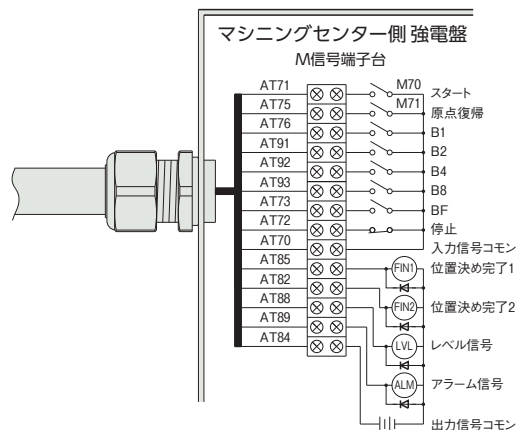 マシニングセンター側 強電盤
M信号端子台
AT71 M70 スタート
AT75 M71 原点復帰
AT76 B1
AT91 B2
AT92 B4
AT93 B8
AT73 BF
AT72 停止
AT70 入力信号コモン
AT85 FIN1 位置決め完了1
AT82 FIN2 位置決め完了2
AT88 LVL レベル信号
AT89 ALM アラーム信号
AT84 出力信号コモン